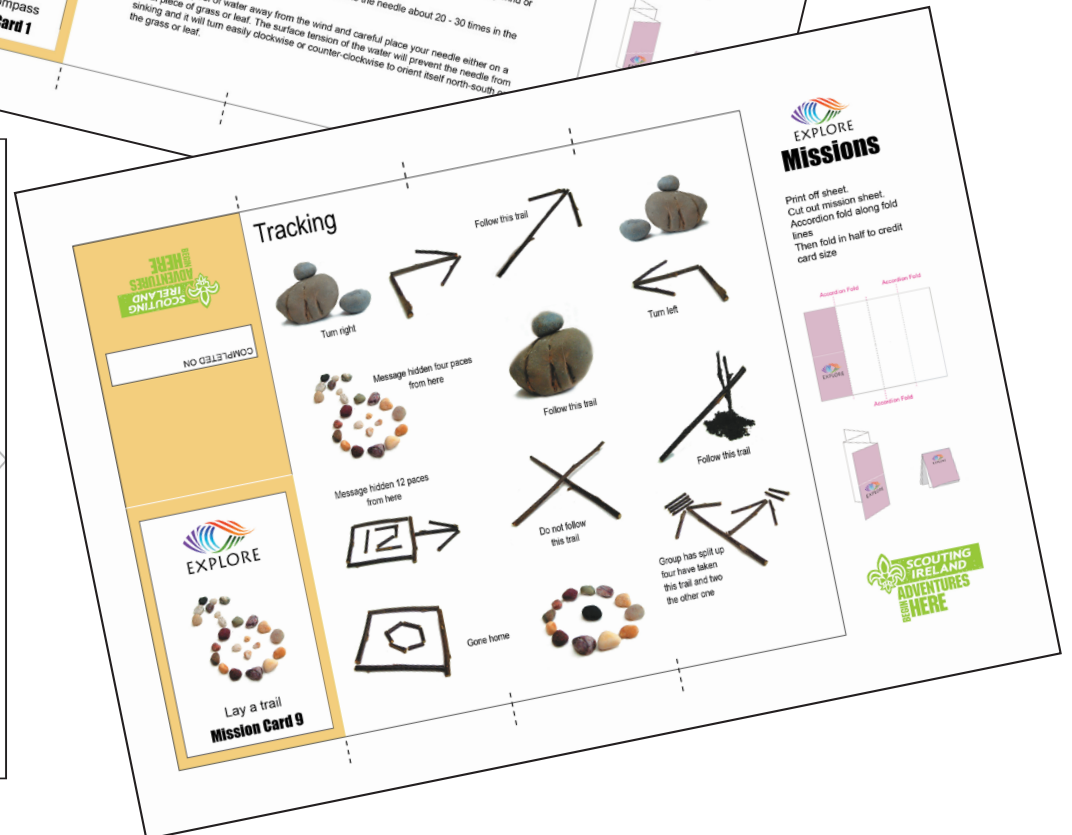 ompass
ard 1
the needle about 20 - 30 times in the
of water away from the wind and careful place your needle either on a
piece of grass or leaf. The surface tension of the water will prevent the needle from
sinking and it will turn easily clockwise or counter-clockwise to orient itself north-south
the grass or leaf.
SCOUTING
IRELAND
BEGIN
ADVENTURES
HERE
COMPLETED ON
EXPLORE
Lay a trail
Mission Card 9
Tracking
Turn right
Follow this trail
Turn left
Message hidden four paces
from here
Follow this trail
Follow this trail
Message hidden 12 paces
from here
12
Do not follow
this trail
Group has split up
four have taken
this trail and two
the other one
Gone home
EXPLORE
Missions
Print off sheet.
Cut out mission sheet.
Accordion fold along fold
lines
Then fold in half to credit
card size
Accordion Fold
Accordion Fold
EXPLORE
Accordion Fold
EXPLORE
EXPLORE
SCOUTING
IRELAND
BEGIN
ADVENTURES
HERE